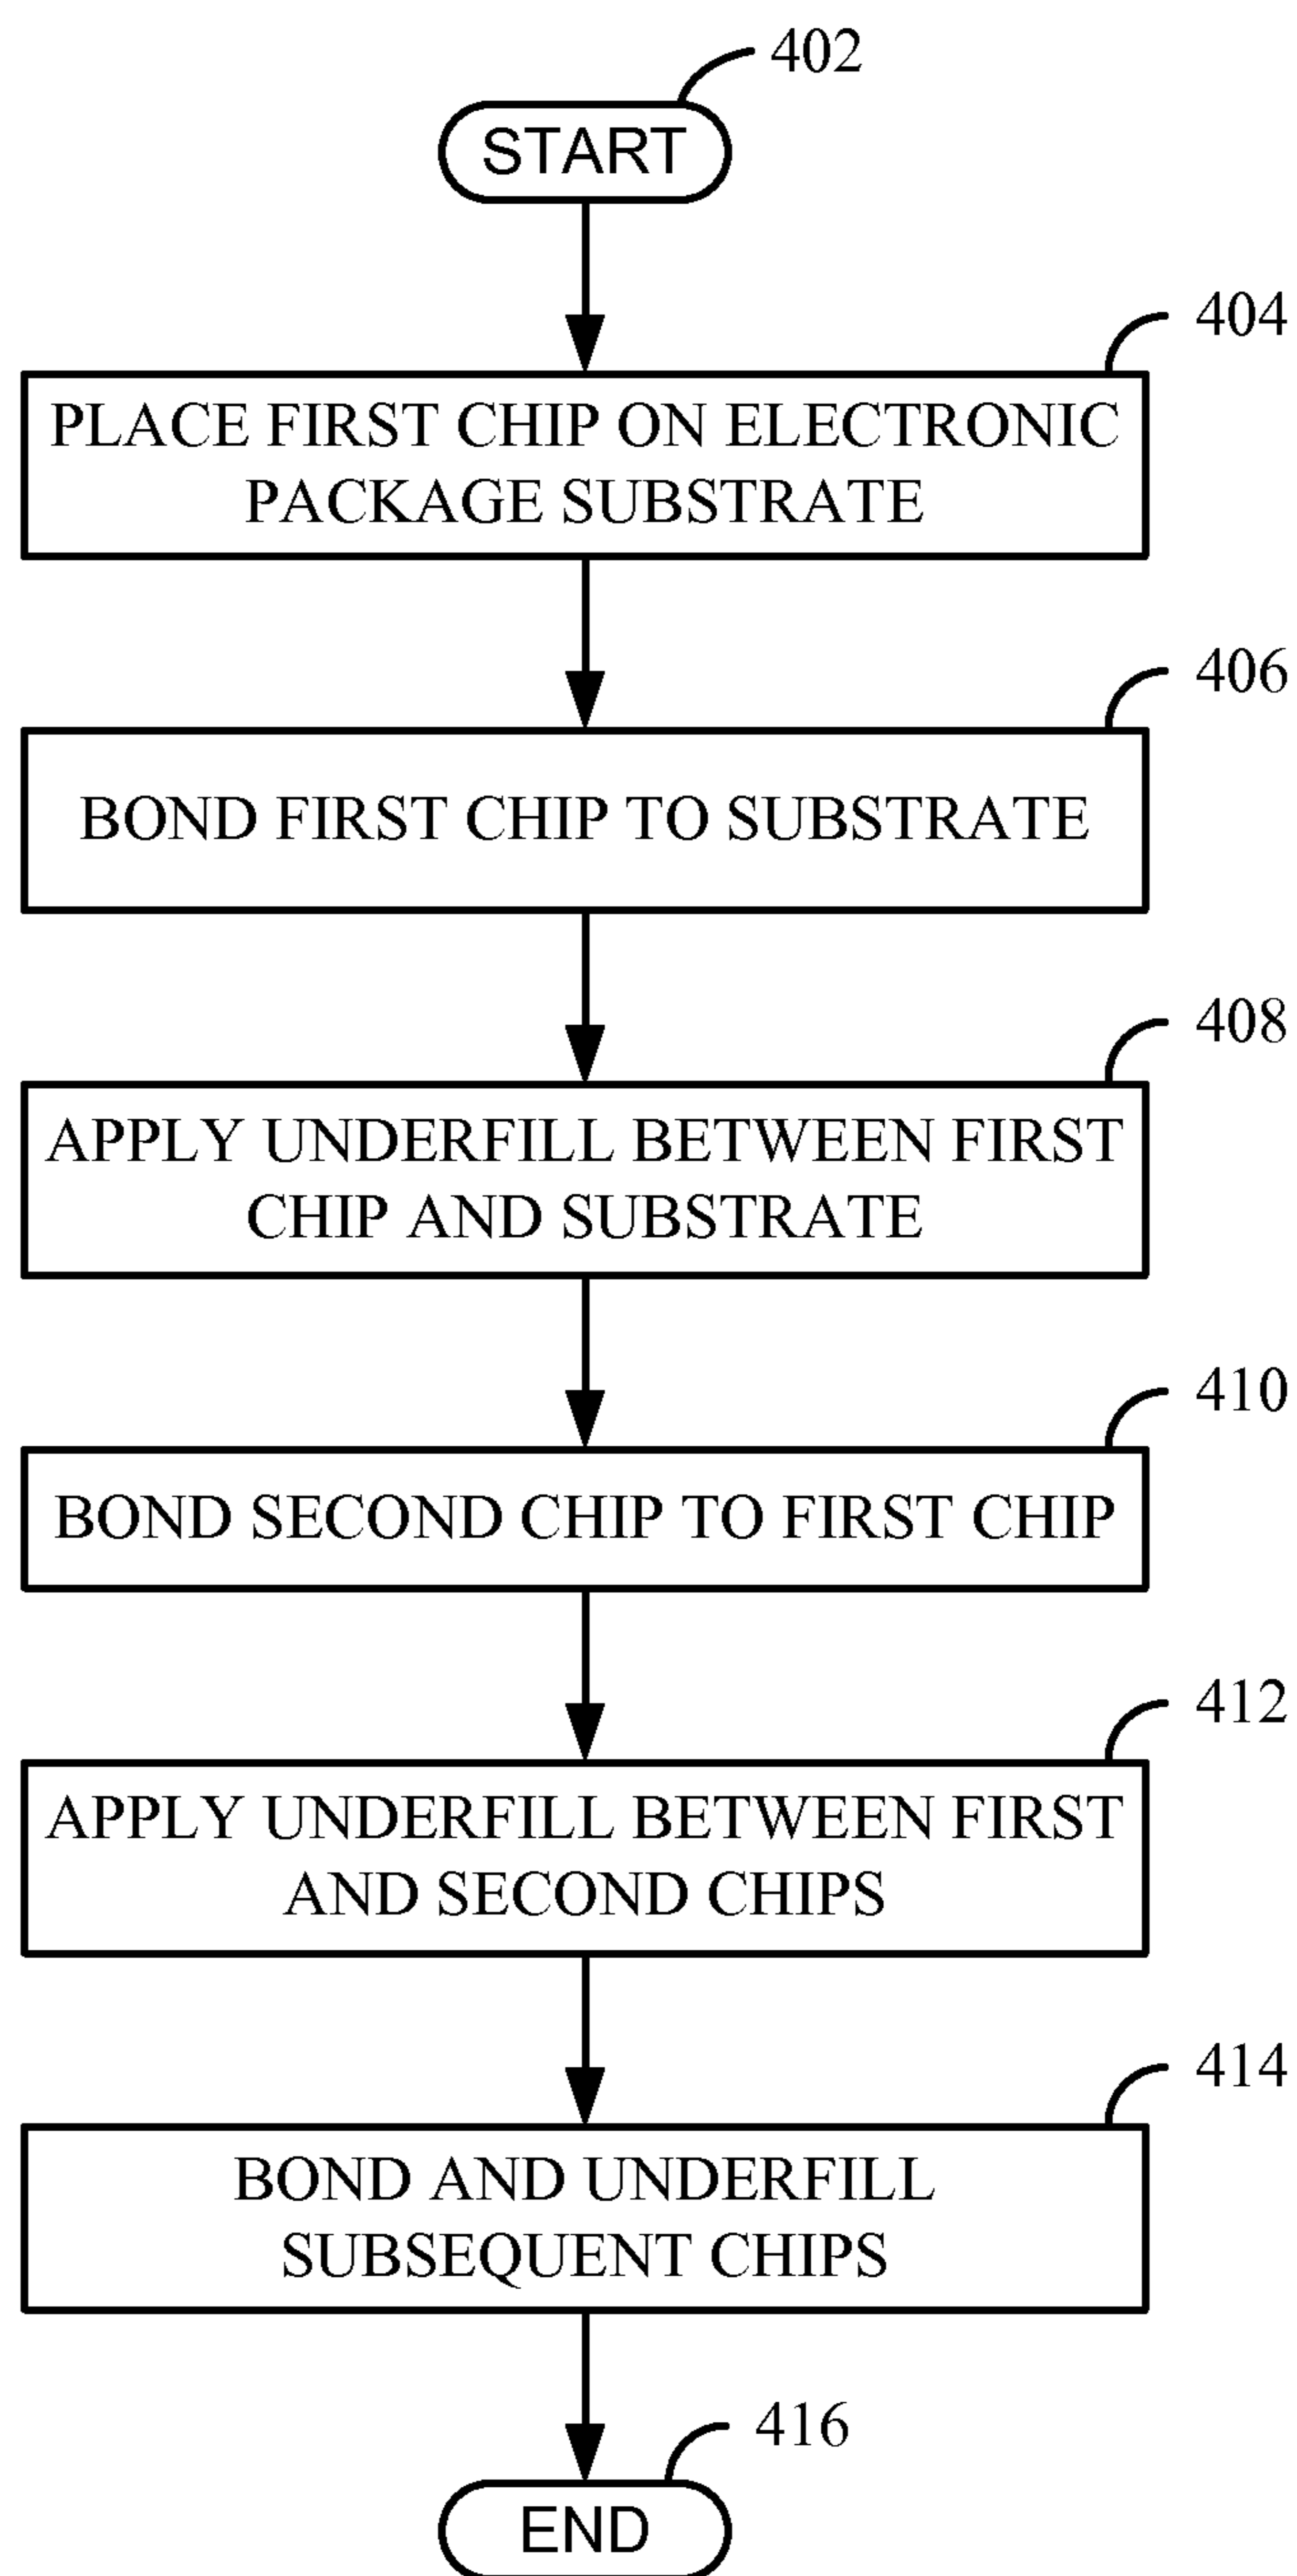 402
START
404
PLACE FIRST CHIP ON ELECTRONIC
PACKAGE SUBSTRATE
406
BOND FIRST CHIP TO SUBSTRATE
408
APPLY UNDERFILL BETWEEN FIRST
CHIP AND SUBSTRATE
410
BOND SECOND CHIP TO FIRST CHIP
412
APPLY UNDERFILL BETWEEN FIRST
AND SECOND CHIPS
414
BOND AND UNDERFILL
SUBSEQUENT CHIPS
416
END